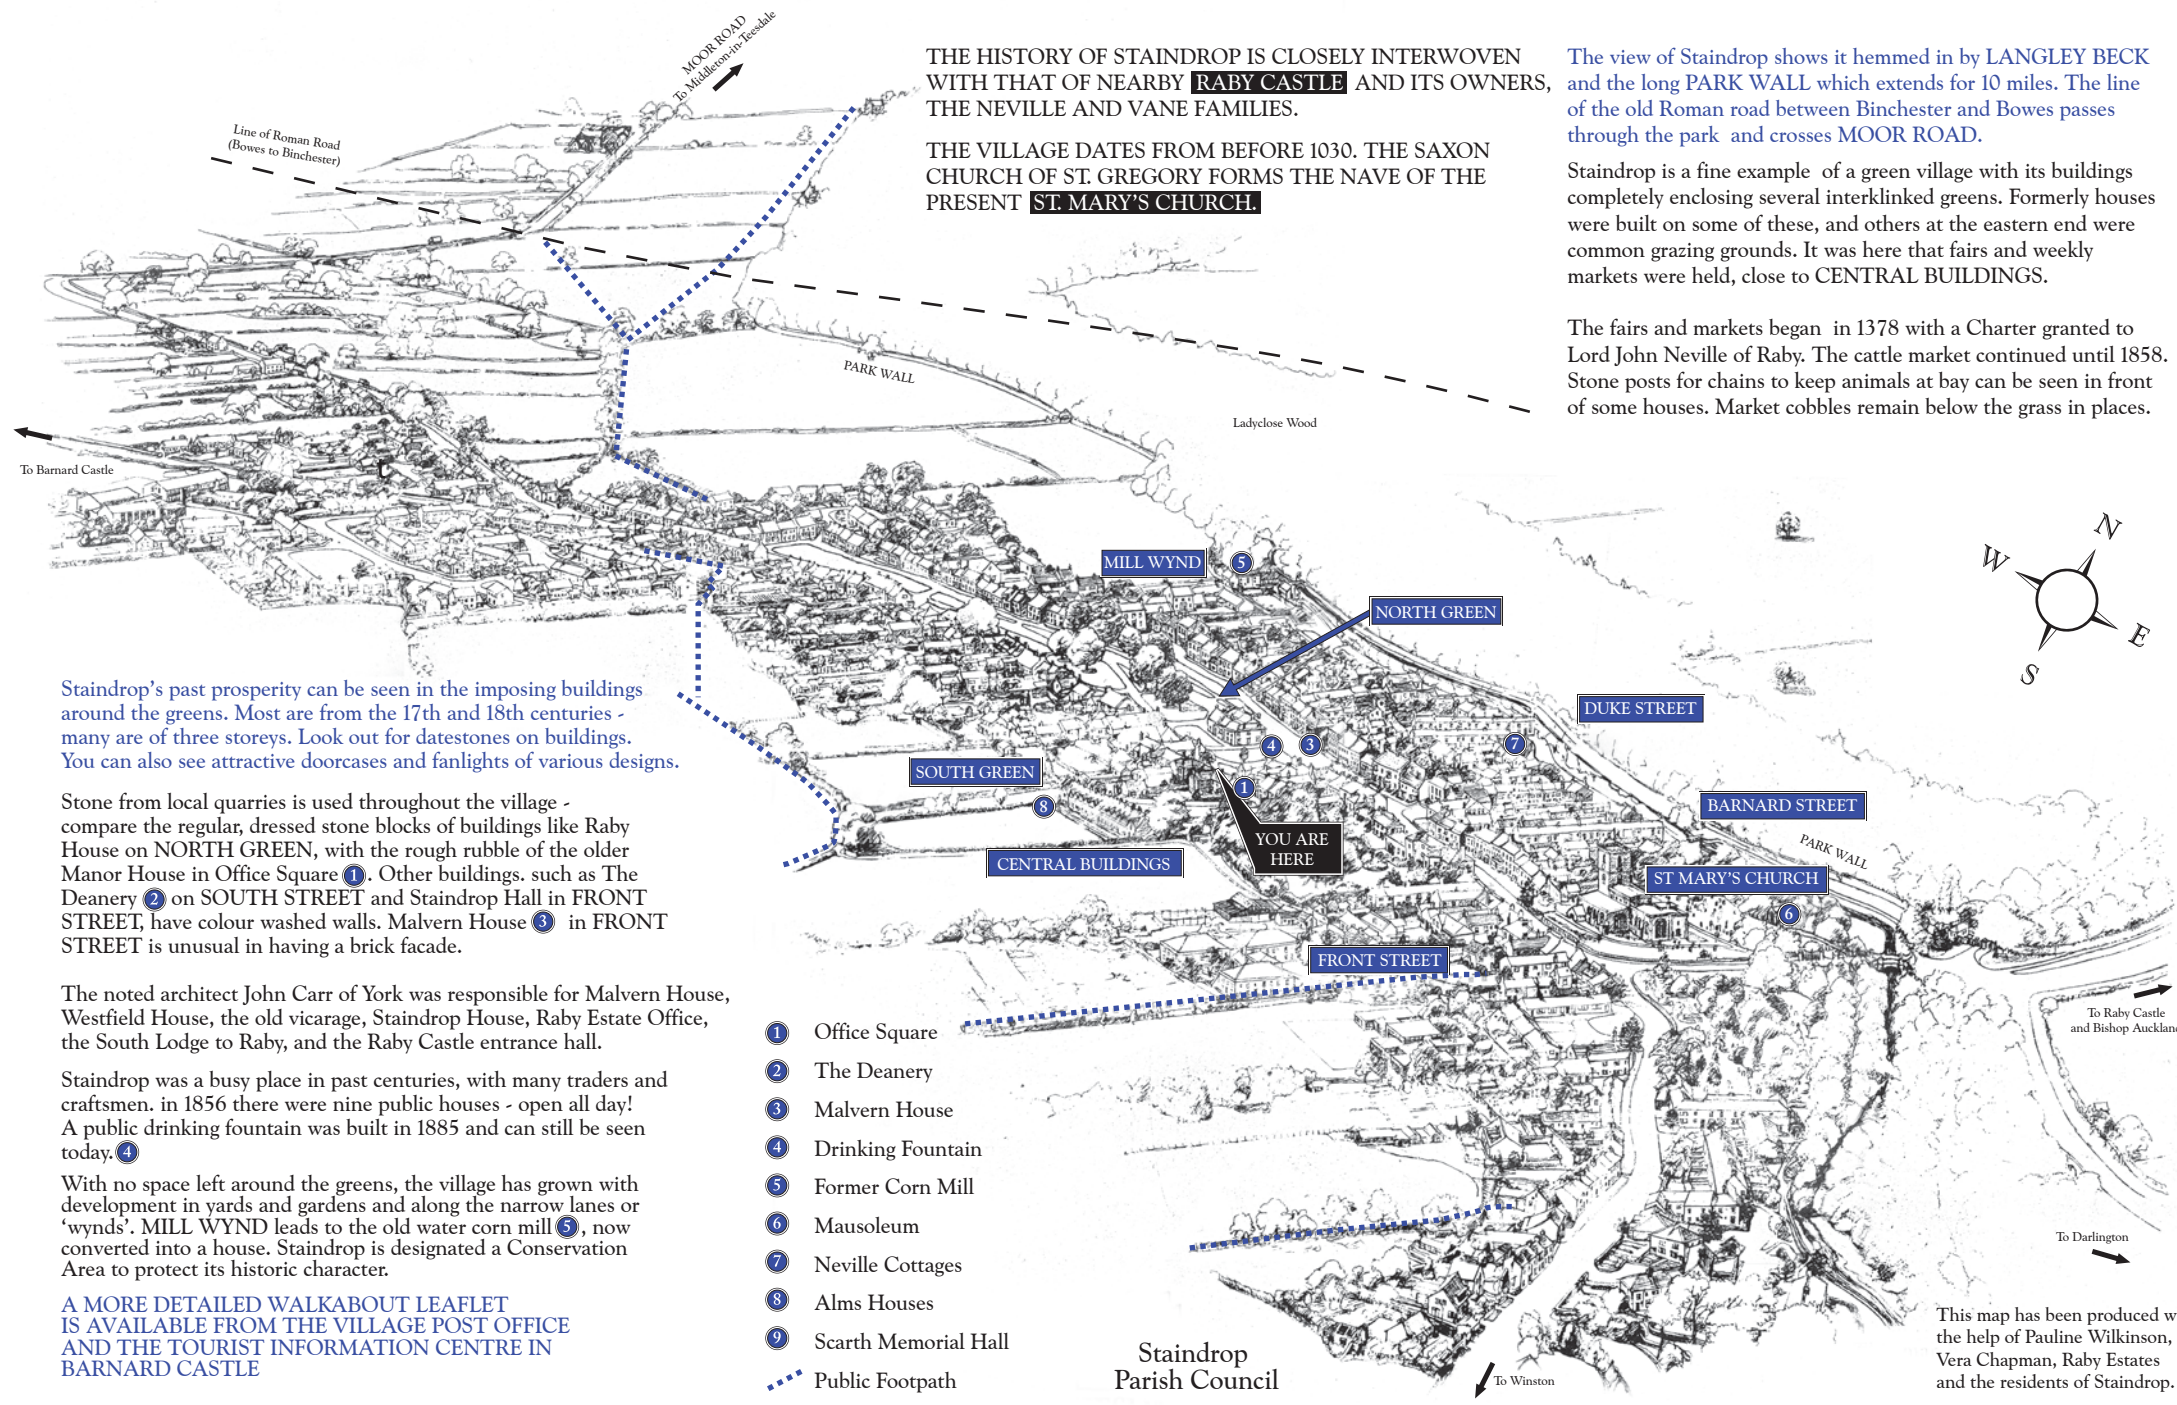 MOOR ROAD
To Middleton-in-Teesdale
Line of Roman Road
(Bowes to Binchester)
THE HISTORY OF STAINDROP IS CLOSELY INTERWOVEN
WITH THAT OF NEARBY RABY CASTLE AND ITS OWNERS,
THE NEVILLE AND VANE FAMILIES.
THE VILLAGE DATES FROM BEFORE 1030. THE SAXON
CHURCH OF ST. GREGORY FORMS THE NAVE OF THE
PRESENT ST. MARY'S CHURCH.
The view of Staindrop shows it hemmed in by LANGLEY BECK
and the long PARK WALL which extends for 10 miles. The line
of the old Roman road between Binchester and Bowes passes
through the park and crosses MOOR ROAD.
Staindrop is a fine example of a green village with its buildings
completely enclosing several interklinked greens. Formerly houses
were built on some of these, and others at the eastern end were
common grazing grounds. It was here that fairs and weekly
markets were held, close to CENTRAL BUILDINGS.
The fairs and markets began in 1378 with a Charter granted to
Lord John Neville of Raby. The cattle market continued until 1858.
Stone posts for chains to keep animals at bay can be seen in front
of some houses. Market cobbles remain below the grass in places.
PARK WALL
Ladyclose Wood
To Barnard Castle
N
W
E
S
MILL WYND
5
NORTH GREEN
DUKE STREET
4
3
7
SOUTH GREEN
8
1
BARNARD STREET
YOU ARE
HERE
CENTRAL BUILDINGS
PARK WALL
ST MARY'S CHURCH
6
FRONT STREET
To Raby Castle
and Bishop Aucklan
To Darlington
To Winston
Staindrop's past prosperity can be seen in the imposing buildings
around the greens. Most are from the 17th and 18th centuries -
many are of three storeys. Look out for datestones on buildings.
You can also see attractive doorcases and fanlights of various designs.
Stone from local quarries is used throughout the village -
compare the regular, dressed stone blocks of buildings like Raby
House on NORTH GREEN, with the rough rubble of the older
Manor House in Office Square 1. Other buildings. such as The
Deanery 2 on SOUTH STREET and Staindrop Hall in FRONT
STREET, have colour washed walls. Malvern House 3 in FRONT
STREET is unusual in having a brick facade.
The noted architect John Carr of York was responsible for Malvern House,
Westfield House, the old vicarage, Staindrop House, Raby Estate Office,
the South Lodge to Raby, and the Raby Castle entrance hall.
Staindrop was a busy place in past centuries, with many traders and
craftsmen. in 1856 there were nine public houses - open all day!
A public drinking fountain was built in 1885 and can still be seen
today. 4
With no space left around the greens, the village has grown with
development in yards and gardens and along the narrow lanes or
'wynds'. MILL WYND leads to the old water corn mill 5, now
converted into a house. Staindrop is designated a Conservation
Area to protect its historic character.
A MORE DETAILED WALKABOUT LEAFLET
IS AVAILABLE FROM THE VILLAGE POST OFFICE
AND THE TOURIST INFORMATION CENTRE IN
BARNARD CASTLE
1 Office Square
2 The Deanery
3 Malvern House
4 Drinking Fountain
5 Former Corn Mill
6 Mausoleum
7 Neville Cottages
8 Alms Houses
9 Scarth Memorial Hall
Public Footpath
Staindrop
Parish Council
This map has been produced w
the help of Pauline Wilkinson,
Vera Chapman, Raby Estates
and the residents of Staindrop.